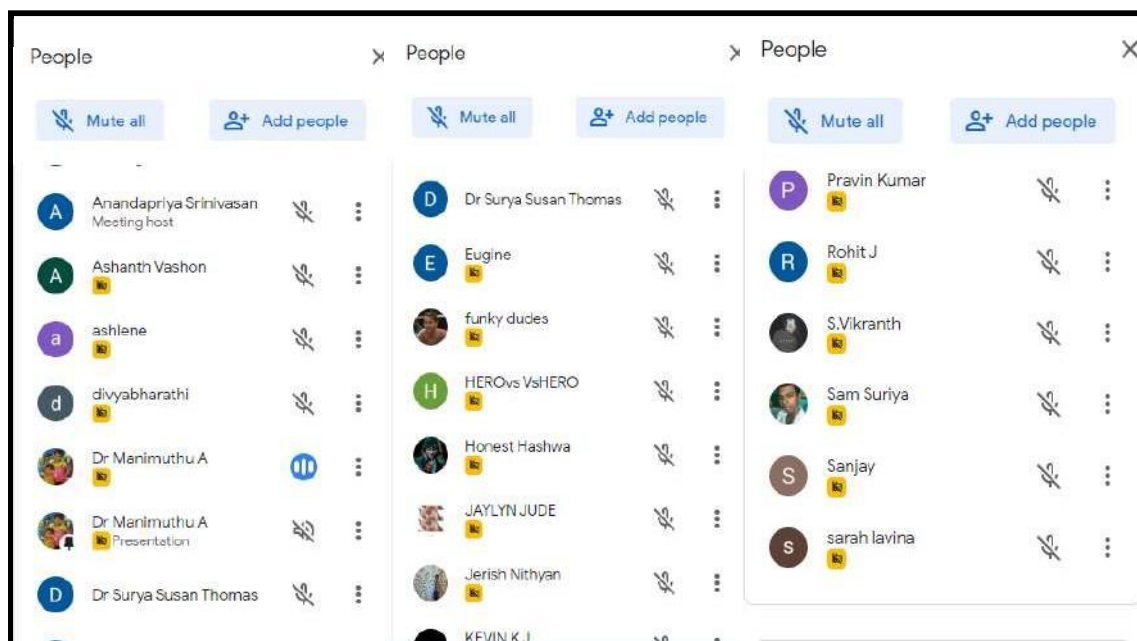 People
Mute all
Add people
Anandapriya Srinivasan
Meeting host
A
Ashanth Vashon
A
ashlene
a
divyabharathi
d
Dr Manimuthu A
Dr Manimuthu A
Presentation
Dr Surya Susan Thomas
D
People
Mute all
Add people
Dr Surya Susan Thomas
D
Eugine
E
funky dudes
HEROvs VsHERO
H
Honest Hashwa
JAYLYN JUDE
Jerish Nithyan
KEVIN K J
People
Mute all
Add people
Pravin Kumar
P
Rohit J
R
S.Vikranth
Sam Suriya
Sanjay
S
sarah lavina
s